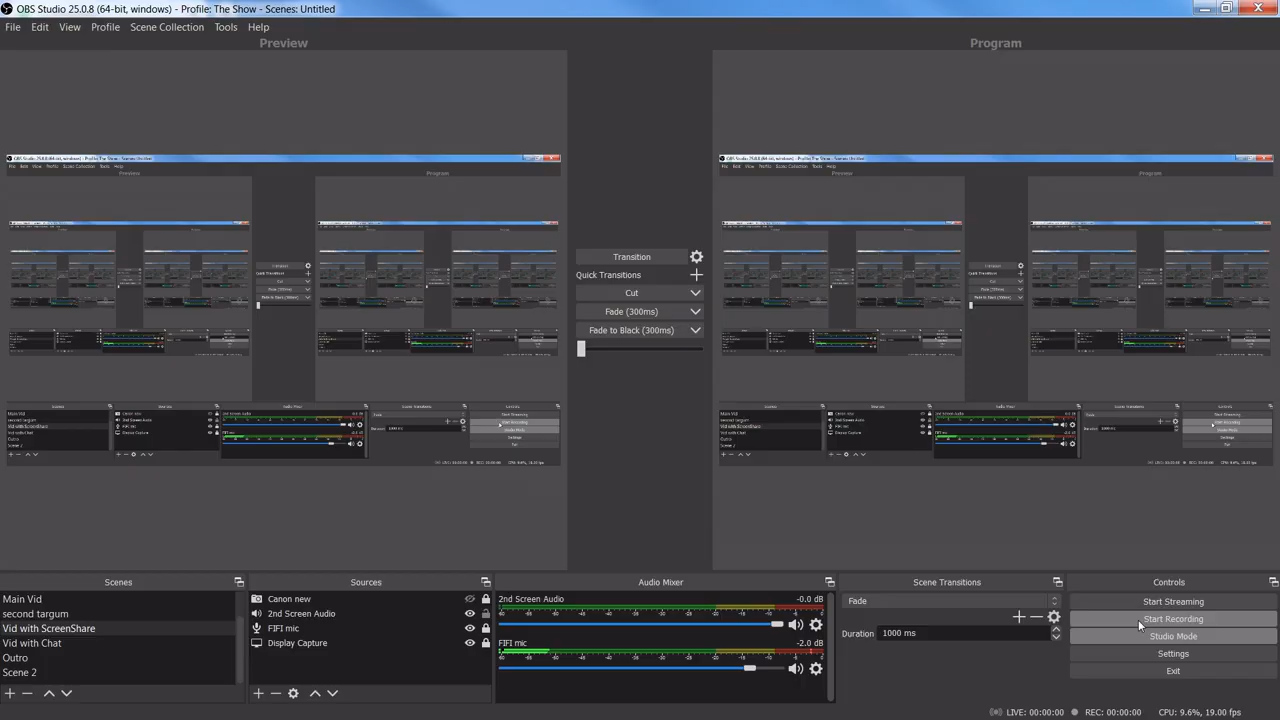 OBS Studio 25.0.8 (64-bit, windows) - Profile: The Show - Scenes: Untitled
File Edit View Profile Scene Collection Tools Help
Preview
Program
Transition
Quick Transitions
Cut
Fade (300ms)
Fade to Black (300ms)
Scenes
Main Vid
second targum
Vid with ScreenShare
Vid with Chat
Outro
Scene 2
Sources
Canon new
2nd Screen Audio
FIFI mic
Display Capture
Audio Mixer
2nd Screen Audio -0.0 dB
FIFI mic -2.0 dB
Scene Transitions
Fade
Duration 1000 ms
Controls
Start Streaming
Start Recording
Studio Mode
Settings
Exit
LIVE: 00:00:00 REC: 00:00:00 CPU: 9.6%, 19.00 fps